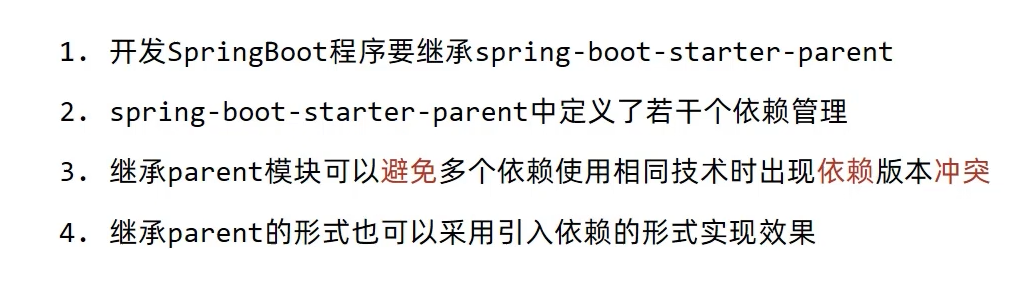 1. 开发SpringBoot程序要继承spring-boot-starter-parent
2. spring-boot-starter-parent中定义了若干个依赖管理
3. 继承parent模块可以避免多个依赖使用相同技术时出现依赖版本冲突
4. 继承parent的形式也可以采用引入依赖的形式实现效果